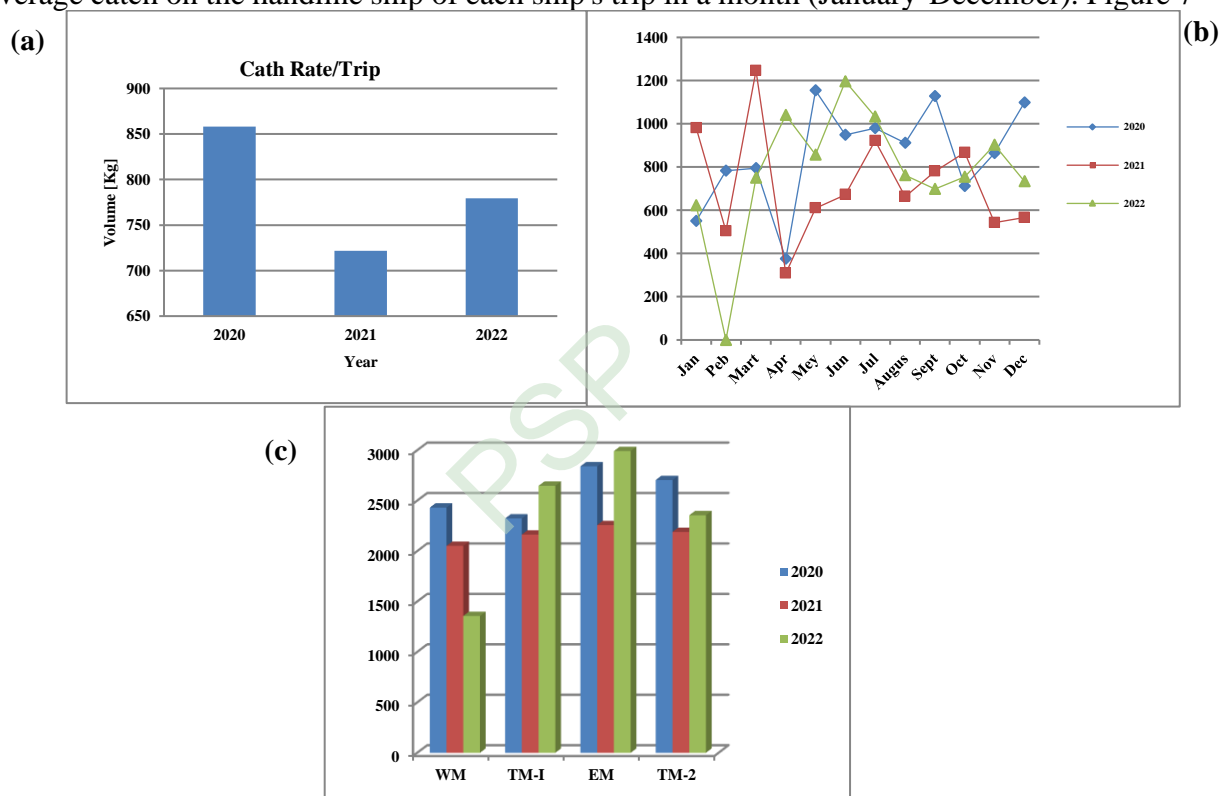 verage catch on the handline ship of each ship's trip in a month (January-December). Figure 7
(a)
Cath Rate/Trip
900
850
800
750
700
650
Volume [Kg]
2020 2021 2022
Year
(b)
1400
1200
1000
800
600
400
200
0
Jan Peb Mart Apr Mey Jun Jul Augus Sept Oct Nov Dec
2020
2021
2022
(c)
3000
2500
2000
1500
1000
500
0
WM TM-I EM TM-2
2020
2021
2022
PSP